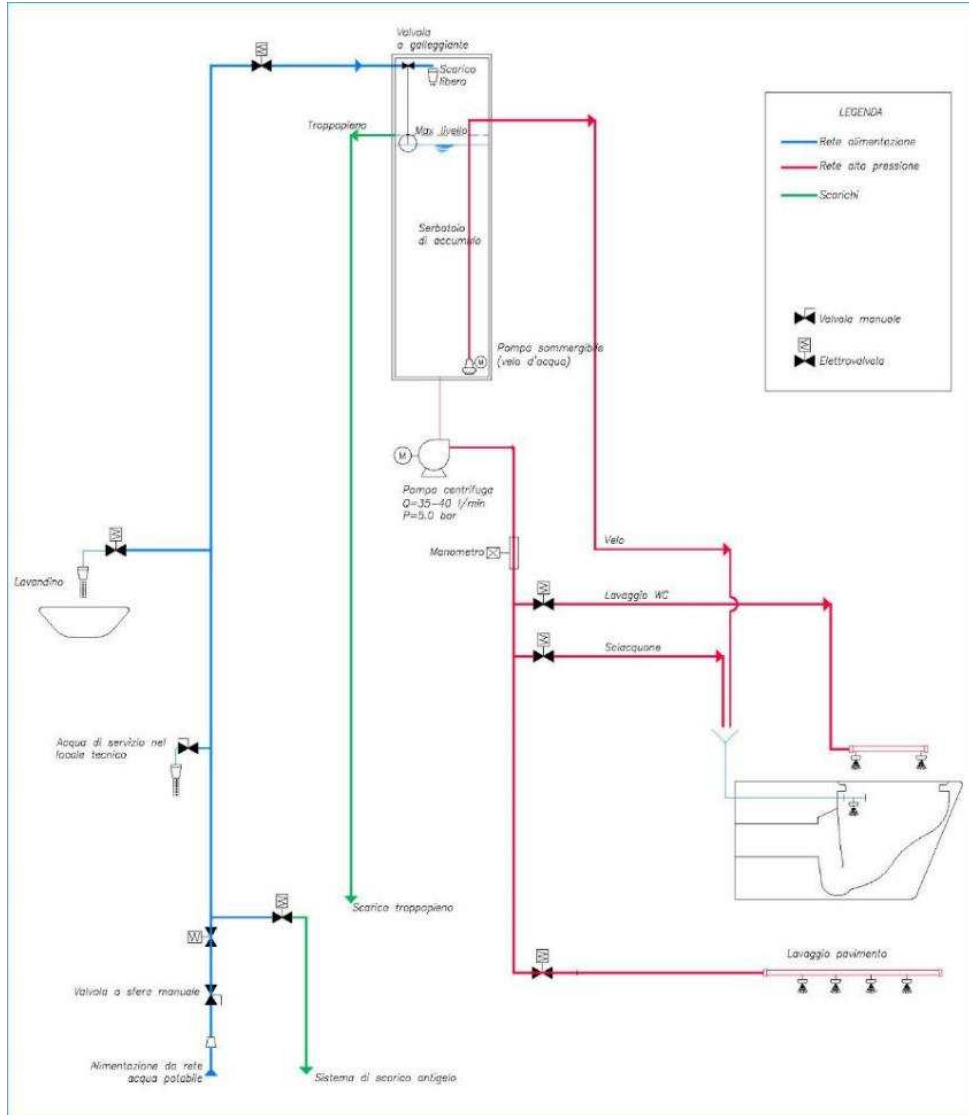 Valvola
a galleggiante
Scarico
libero
Troppopieno
Max livello
Serbatoio
di accumulo
Pompa sommergibile
(velo d'acqua)
M
LEGENDA
Rete alimentazione
Rete alta pressione
Scarichi
Valvola manuale
Elettrovalvola
M
Pompa centrifuga
Q=35-40 l/min
P=5.0 bar
Manometro
Velo
Lavandino
Lavaggio WC
Sciacquone
Acqua di servizio nel
locale tecnico
Scarico troppopieno
Lavaggio pavimento
Valvola a sfera manuale
Alimentazione da rete
acqua potabile
Sistema di scarico antigelo